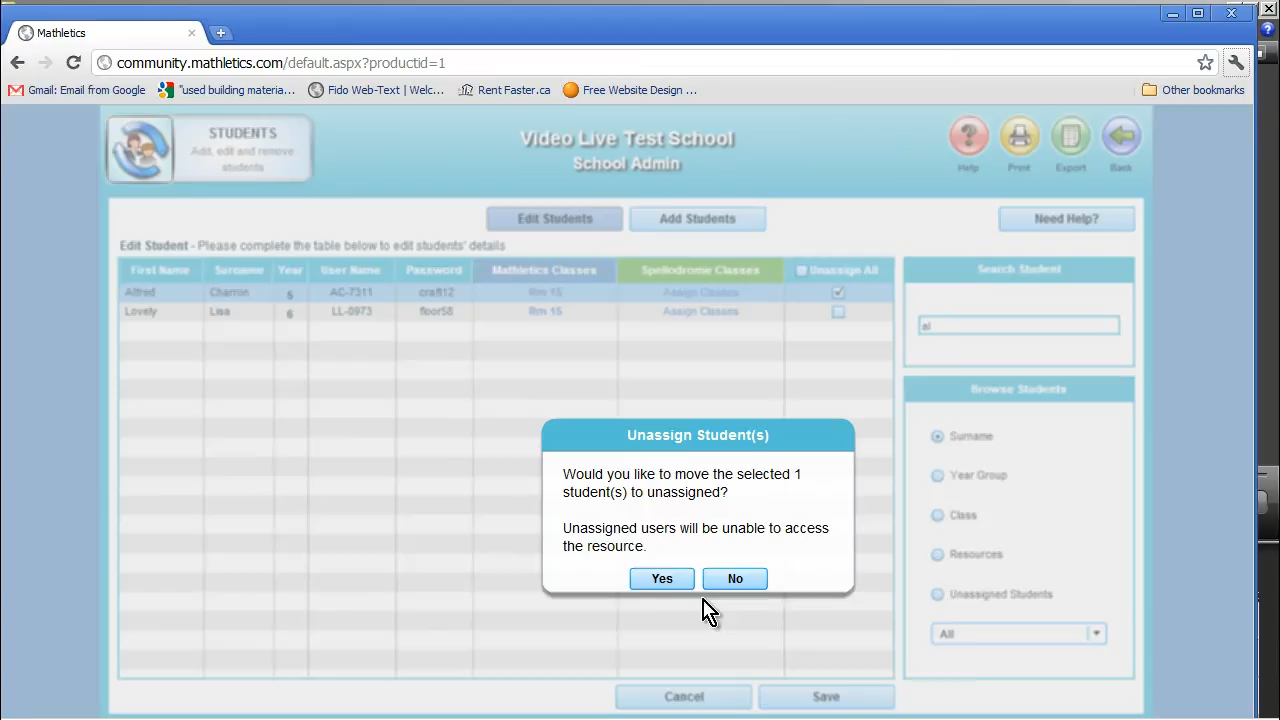 Mathletics
community.mathletics.com/default.aspx?productid=1
Gmail: Email from Google
"used building materia...
Fido Web-Text | Welc...
Rent Faster.ca
Free Website Design ...
Other bookmarks
STUDENTS
Add, edit and remove
students
Video Live Test School
School Admin
Help
Print
Export
Back
Edit Students
Add Students
Need Help?
Edit Student - Please complete the table below to edit students' details
First Name Surname Year User Name Password Mathletics Classes Spellodrome Classes Unassign All
Alfred Charmin 5 AC-7311 craft12 Rm 15 Assign Classes
Lovely Lisa 6 LL-0973 floor58 Rm 15 Assign Classes
Search Student
al
Browse Students
Surname
Year Group
Class
Resources
Unassigned Students
All
Unassign Student(s)
Would you like to move the selected 1
student(s) to unassigned?
Unassigned users will be unable to access
the resource.
Yes
No
Cancel
Save